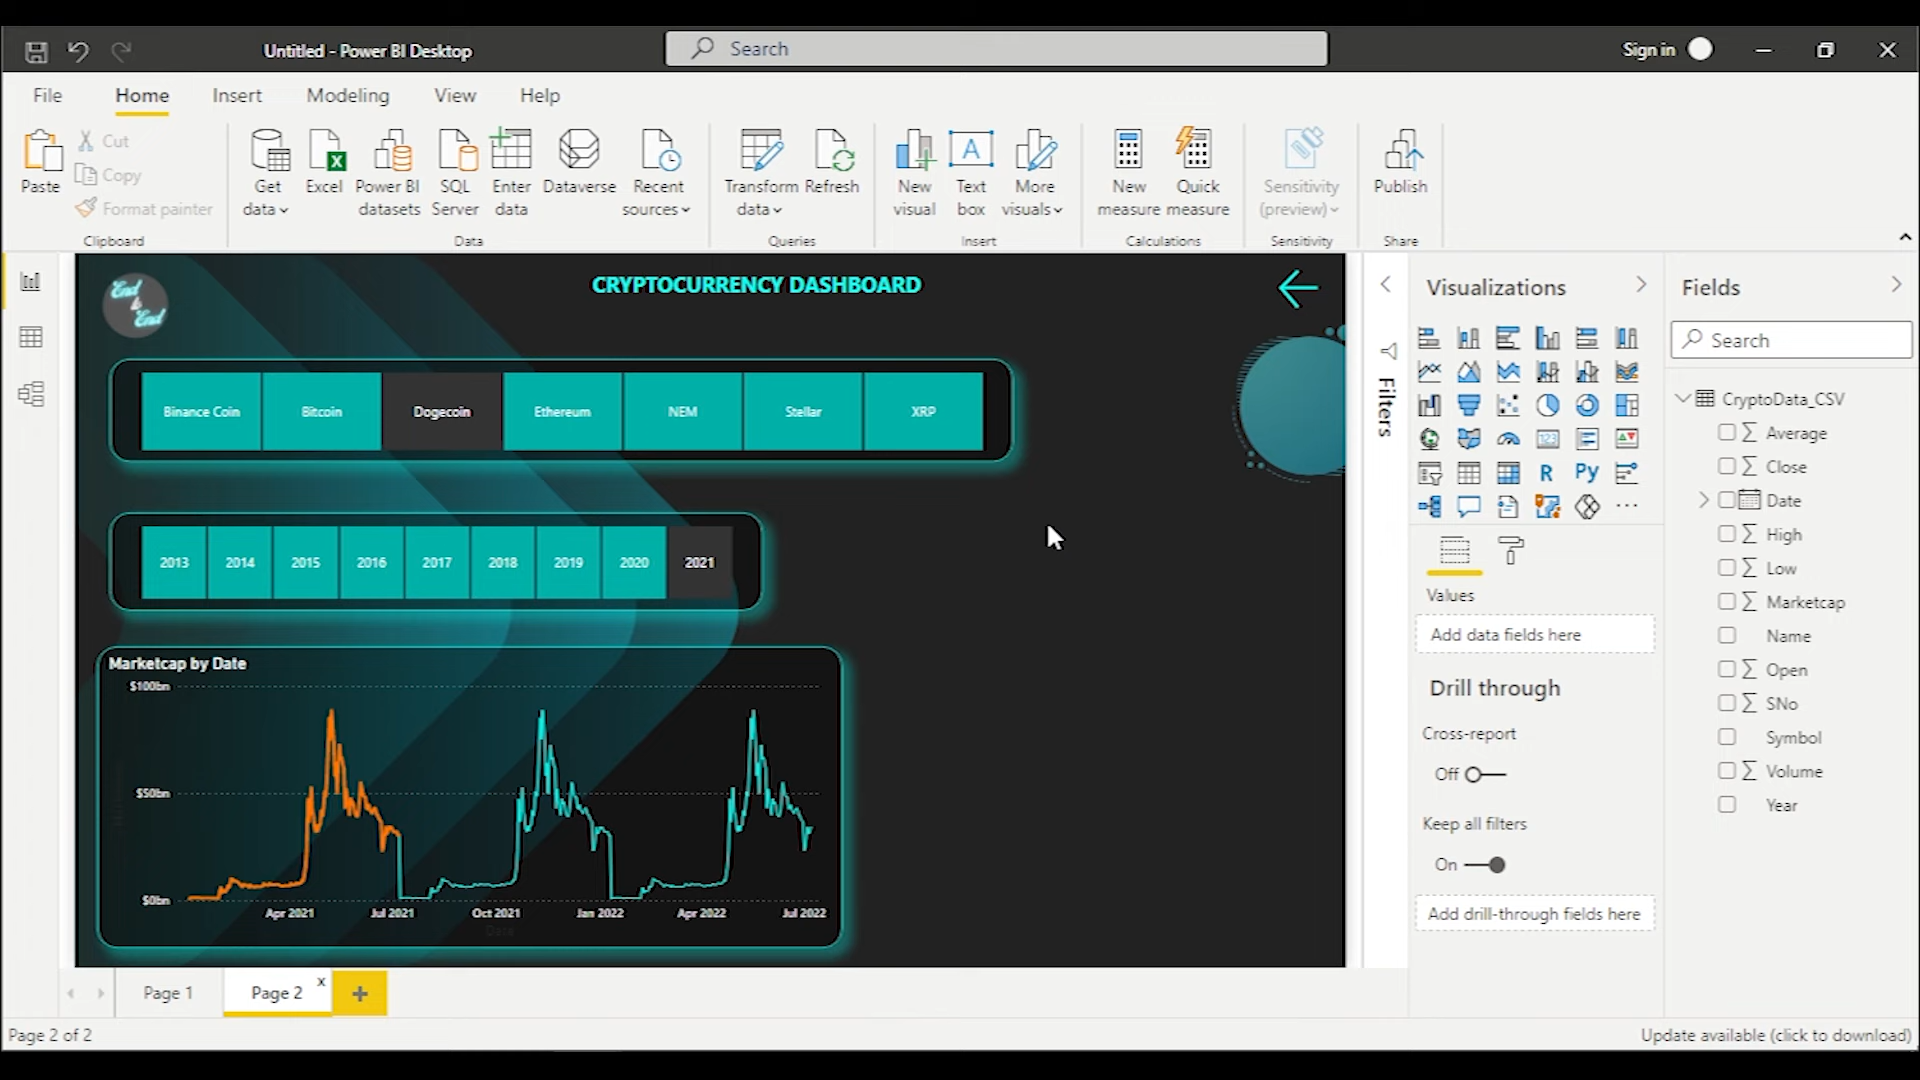 Untitled - Power BI Desktop
Search
Sign in
File
Home
Insert
Modeling
View
Help
Paste
Cut
Copy
Format painter
Clipboard
Get data
Excel
Power BI datasets
SQL Server
Enter data
Dataverse
Recent sources
Data
Transform data
Refresh
Queries
New visual
Text box
More visuals
Insert
New measure
Quick measure
Calculations
Sensitivity (preview)
Sensitivity
Publish
Share
End & End
CRYPTOCURRENCY DASHBOARD
Binance Coin
Bitcoin
Dogecoin
Ethereum
NEM
Stellar
XRP
2013
2014
2015
2016
2017
2018
2019
2020
2021
Marketcap by Date
$100bn
$50bn
$0bn
Apr 2021
Jul 2021
Oct 2021
Jan 2022
Apr 2022
Jul 2022
Date
Filters
Visualizations
123
R
Py
Values
Add data fields here
Drill through
Cross-report
Off
Keep all filters
On
Add drill-through fields here
Fields
Search
CryptoData_CSV
Σ Average
Σ Close
Date
Σ High
Σ Low
Σ Marketcap
Name
Σ Open
Σ SNo
Symbol
Σ Volume
Year
Page 1
Page 2
x
Page 2 of 2
Update available (click to download)